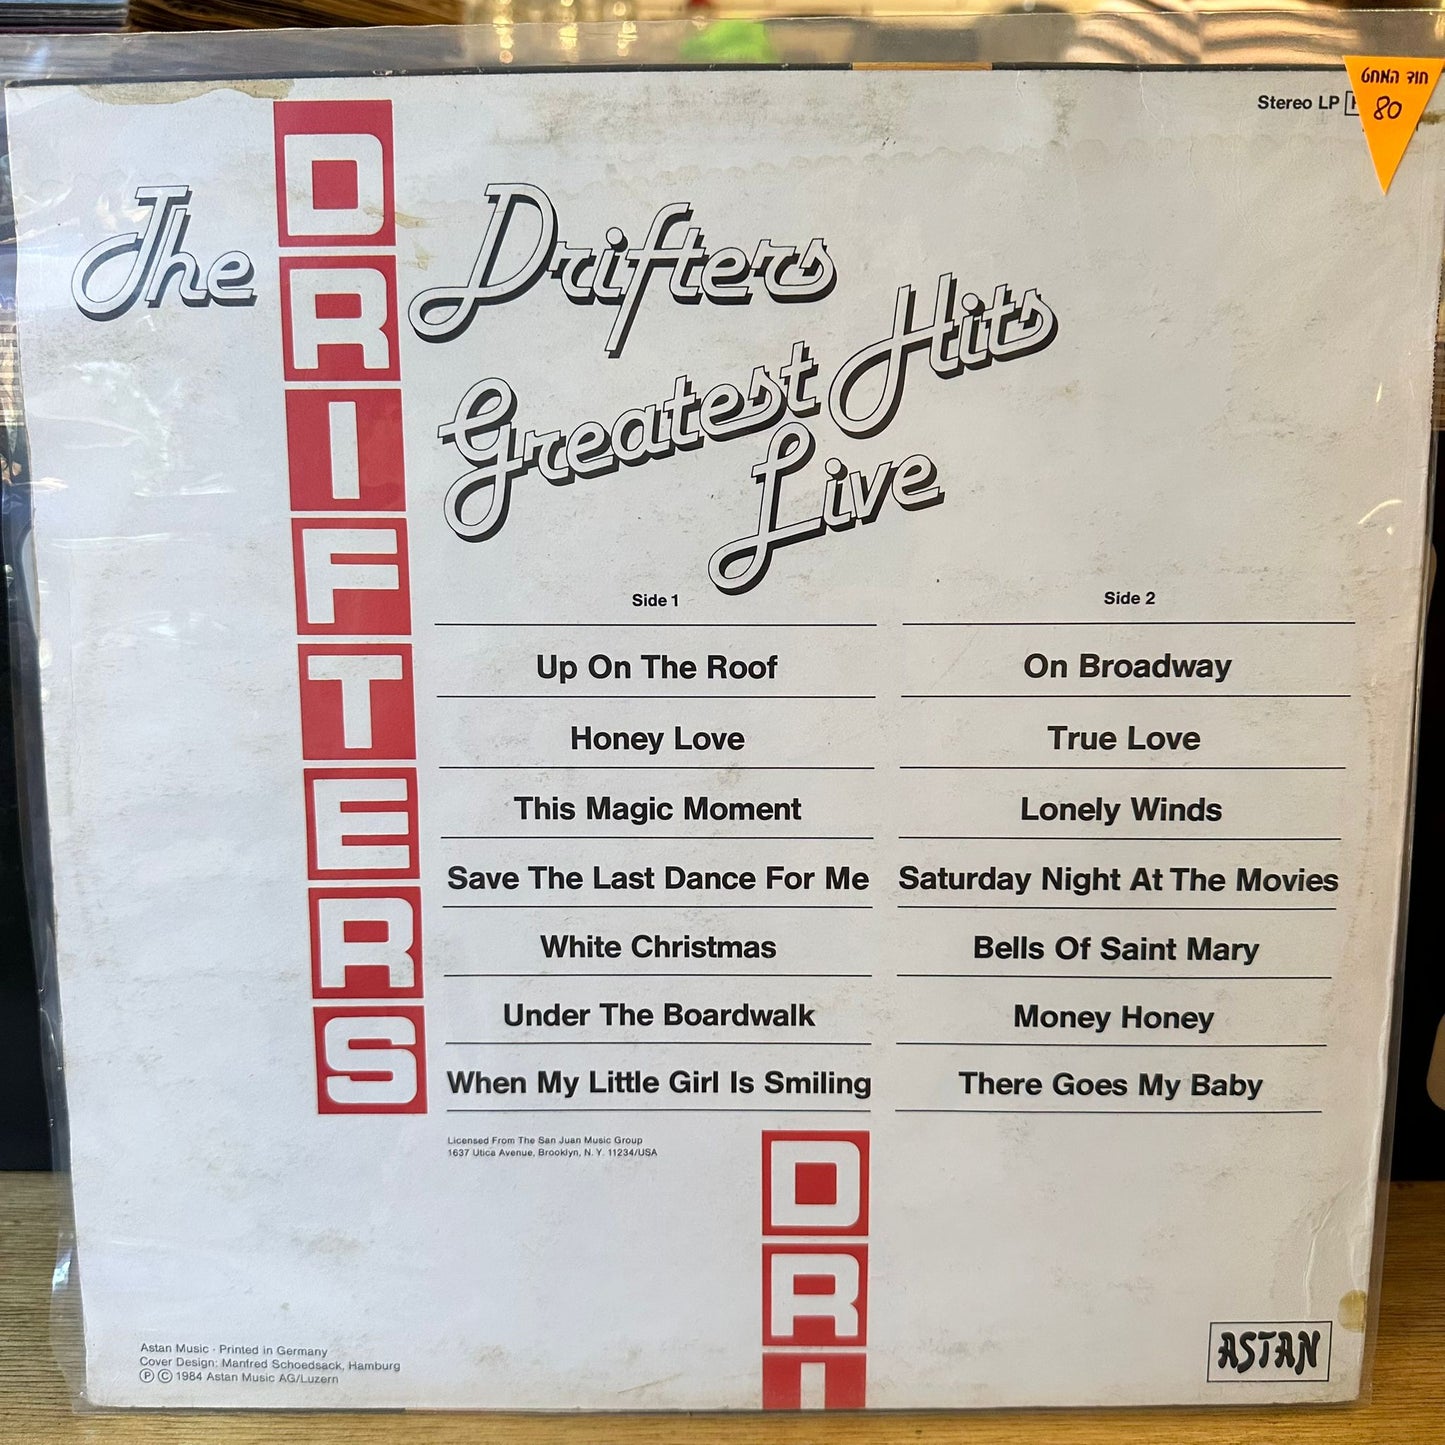 חוד המחט
80
Stereo LP
The Drifters
Greatest Hits
Live
DRIFTERS
Side 1
Up On The Roof
Honey Love
This Magic Moment
Save The Last Dance For Me
White Christmas
Under The Boardwalk
When My Little Girl Is Smiling
Side 2
On Broadway
True Love
Lonely Winds
Saturday Night At The Movies
Bells Of Saint Mary
Money Honey
There Goes My Baby
Licensed From The San Juan Music Group
1637 Utica Avenue, Brooklyn, N. Y. 11234/USA
DRI
Astan Music · Printed in Germany
Cover Design: Manfred Schoedsack, Hamburg
Ⓟ © 1984 Astan Music AG/Luzern
ASTAN